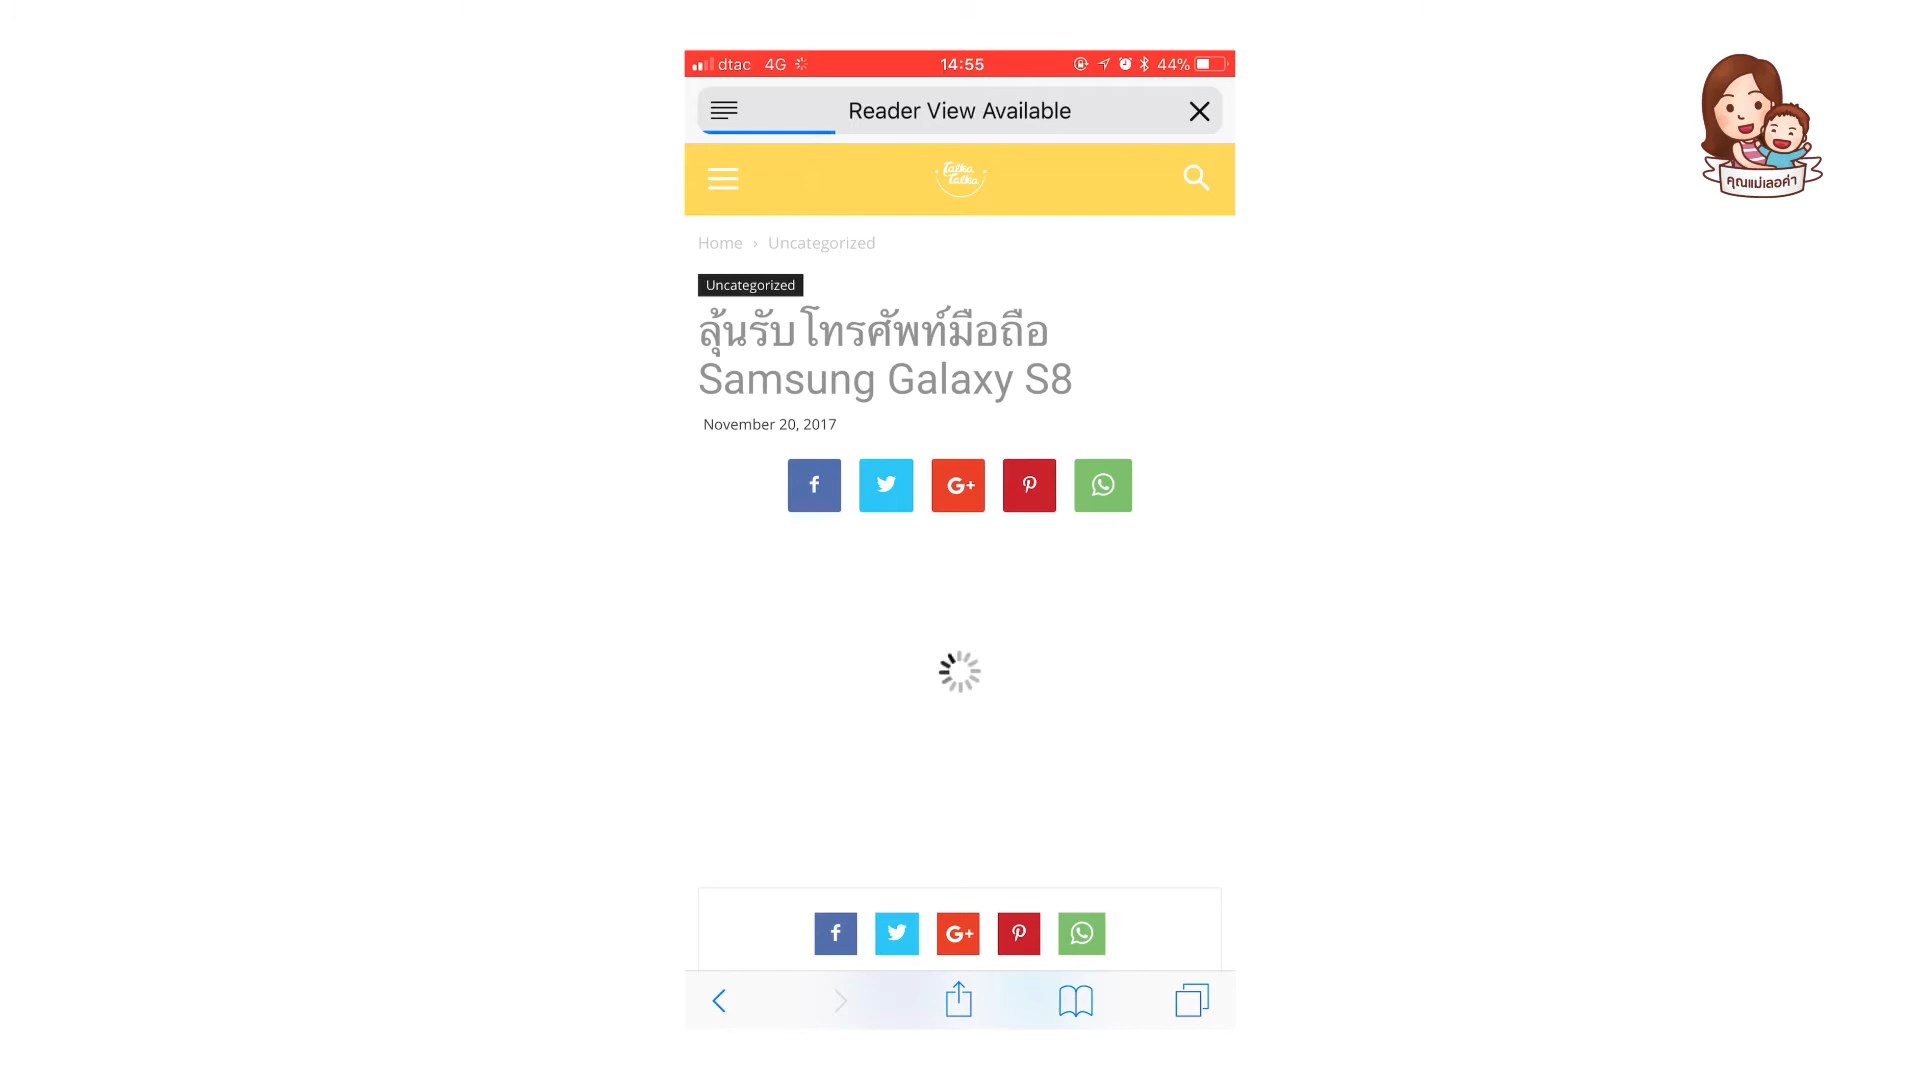 dtac 4G 14:55 44%
Reader View Available
Talka Talka
คุณแม่เลอค่า
Home › Uncategorized
Uncategorized
ลุ้นรับโทรศัพท์มือถือ
Samsung Galaxy S8
November 20, 2017